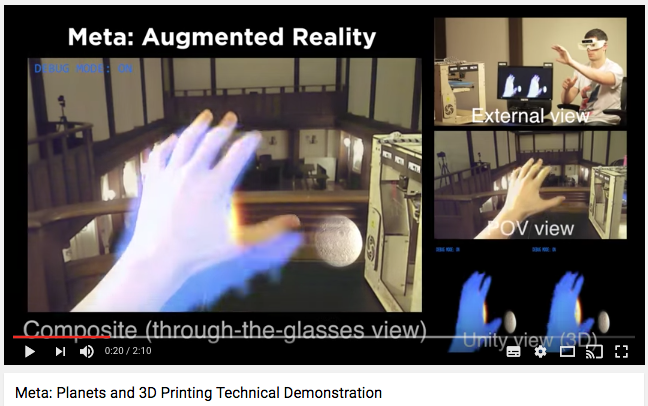 Meta: Augmented Reality
DEBUG MODE: ON
External view
POV view
Composite (through-the-glasses view)
Unity view (3D)
0:20 / 2:10
Meta: Planets and 3D Printing Technical Demonstration